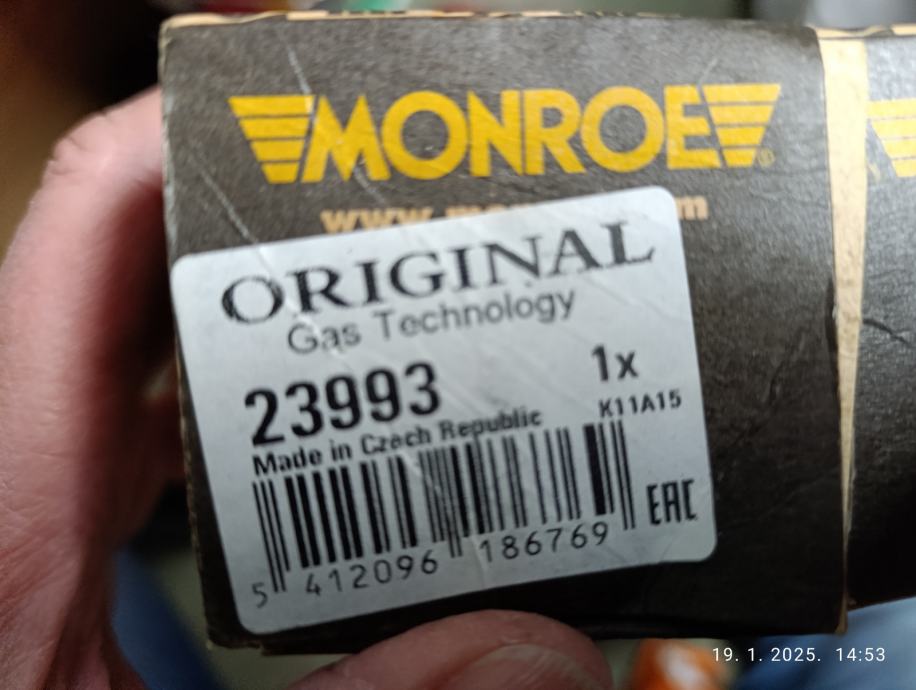 MONROE®
ORIGINAL
Gas Technology
23993
1x
K11A15
Made in Czech Republic
EAC
5 412096 186769
19. 1. 2025. 14:53